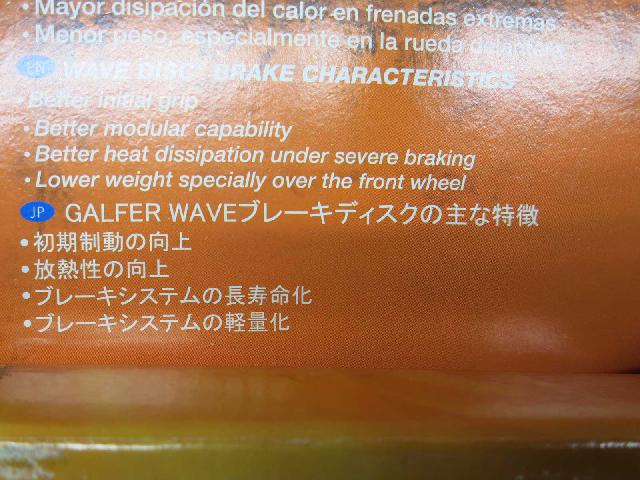 • Mayor disipación del calor en frenadas extremas
• Menor peso, especialmente en la rueda delantera
EN WAVE DISC® BRAKE CHARACTERISTICS
• Better initial grip
• Better modular capability
• Better heat dissipation under severe braking
• Lower weight specially over the front wheel
JP GALFER WAVEブレーキディスクの主な特徴
• 初期制動の向上
• 放熱性の向上
• ブレーキシステムの長寿命化
• ブレーキシステムの軽量化